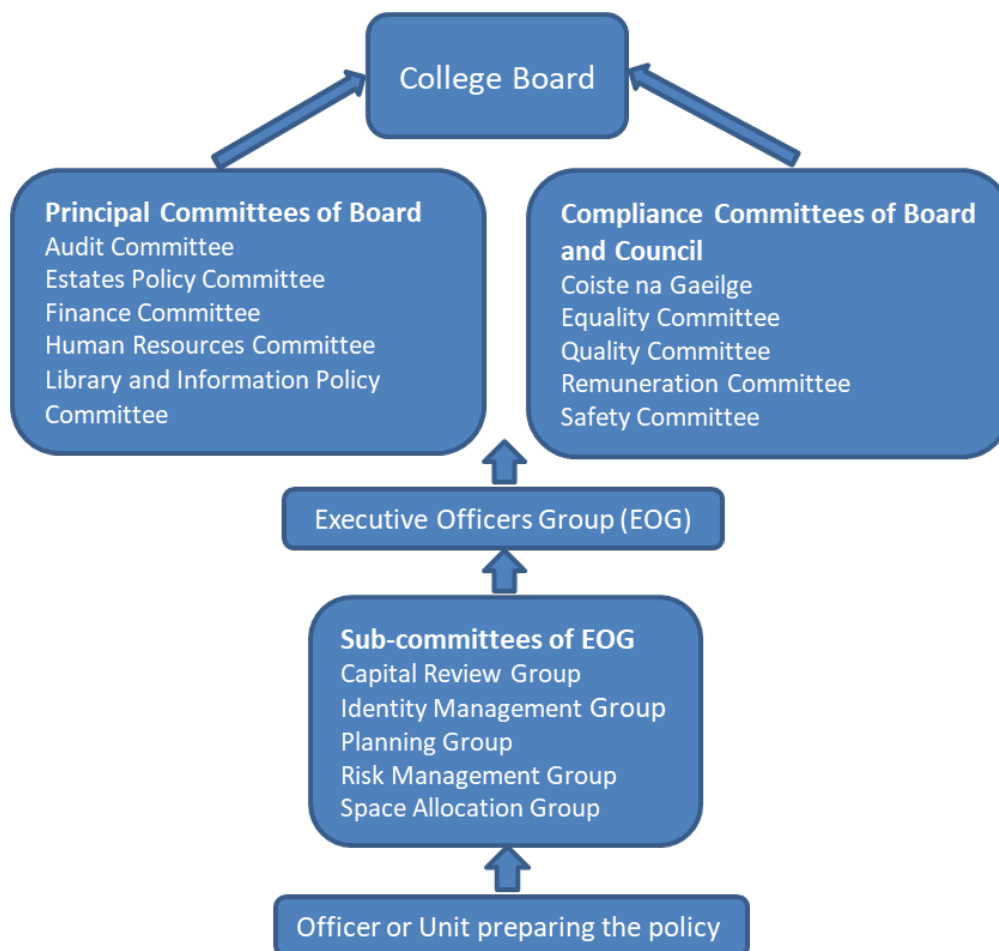 College Board
Principal Committees of Board
Audit Committee
Estates Policy Committee
Finance Committee
Human Resources Committee
Library and Information Policy
Committee
Compliance Committees of Board
and Council
Coiste na Gaeilge
Equality Committee
Quality Committee
Remuneration Committee
Safety Committee
Executive Officers Group (EOG)
Sub-committees of EOG
Capital Review Group
Identity Management Group
Planning Group
Risk Management Group
Space Allocation Group
Officer or Unit preparing the policy